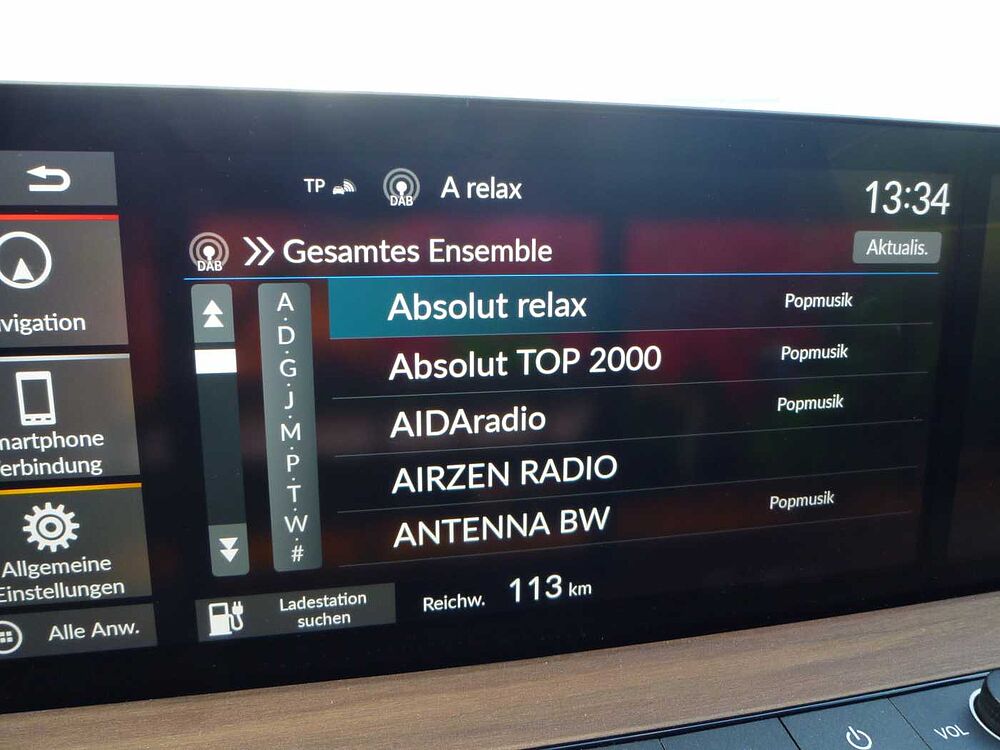 TP
DAB
A relax
13:34
DAB
Gesamtes Ensemble
Aktualis.
vigation
martphone
erbindung
Allgemeine
Einstellungen
Alle Anw.
A
D
G
J
M
P
T
W
#
Absolut relax Popmusik
Absolut TOP 2000 Popmusik
AIDAradio Popmusik
AIRZEN RADIO
ANTENNA BW Popmusik
Ladestation
suchen
Reichw. 113 km
VOL